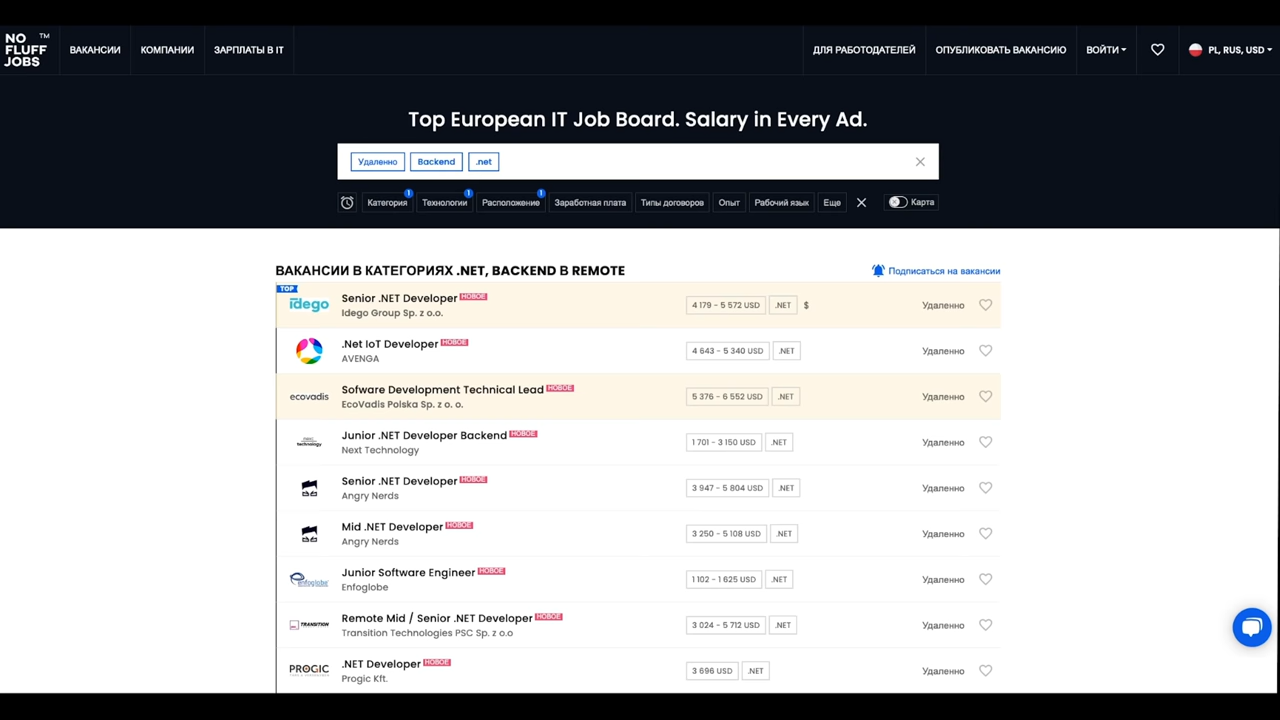 NO FLUFF JOBS ™
ВАКАНСИИ
КОМПАНИИ
ЗАРПЛАТЫ В IT
ДЛЯ РАБОТОДАТЕЛЕЙ
ОПУБЛИКОВАТЬ ВАКАНСИЮ
ВОЙТИ
PL, RUS, USD
Top European IT Job Board. Salary in Every Ad.
Удаленно Backend .net
Категория 1 Технологии 1 Расположение 1 Заработная плата Типы договоров Опыт Рабочий язык Еще Карта
ВАКАНСИИ В КАТЕГОРИЯХ .NET, BACKEND В REMOTE
Подписаться на вакансии
TOP
idego
Senior .NET Developer НОВОЕ
Idego Group Sp. z o.o.
4 179 - 5 572 USD .NET $ Удаленно
.Net IoT Developer НОВОЕ
AVENGA
4 643 - 5 340 USD .NET Удаленно
ecovadis
Sofware Development Technical Lead НОВОЕ
EcoVadis Polska Sp. z o. o.
5 376 - 6 552 USD .NET Удаленно
technology
Junior .NET Developer Backend НОВОЕ
Next Technology
1 701 - 3 150 USD .NET Удаленно
Senior .NET Developer НОВОЕ
Angry Nerds
3 947 - 5 804 USD .NET Удаленно
Mid .NET Developer НОВОЕ
Angry Nerds
3 250 - 5 108 USD .NET Удаленно
enfoglobe
Junior Software Engineer НОВОЕ
Enfoglobe
1 102 - 1 625 USD .NET Удаленно
TRANSITION
Remote Mid / Senior .NET Developer НОВОЕ
Transition Technologies PSC Sp. z o.o
3 024 - 5 712 USD .NET Удаленно
PROGIC
.NET Developer НОВОЕ
Progic Kft.
3 696 USD .NET Удаленно